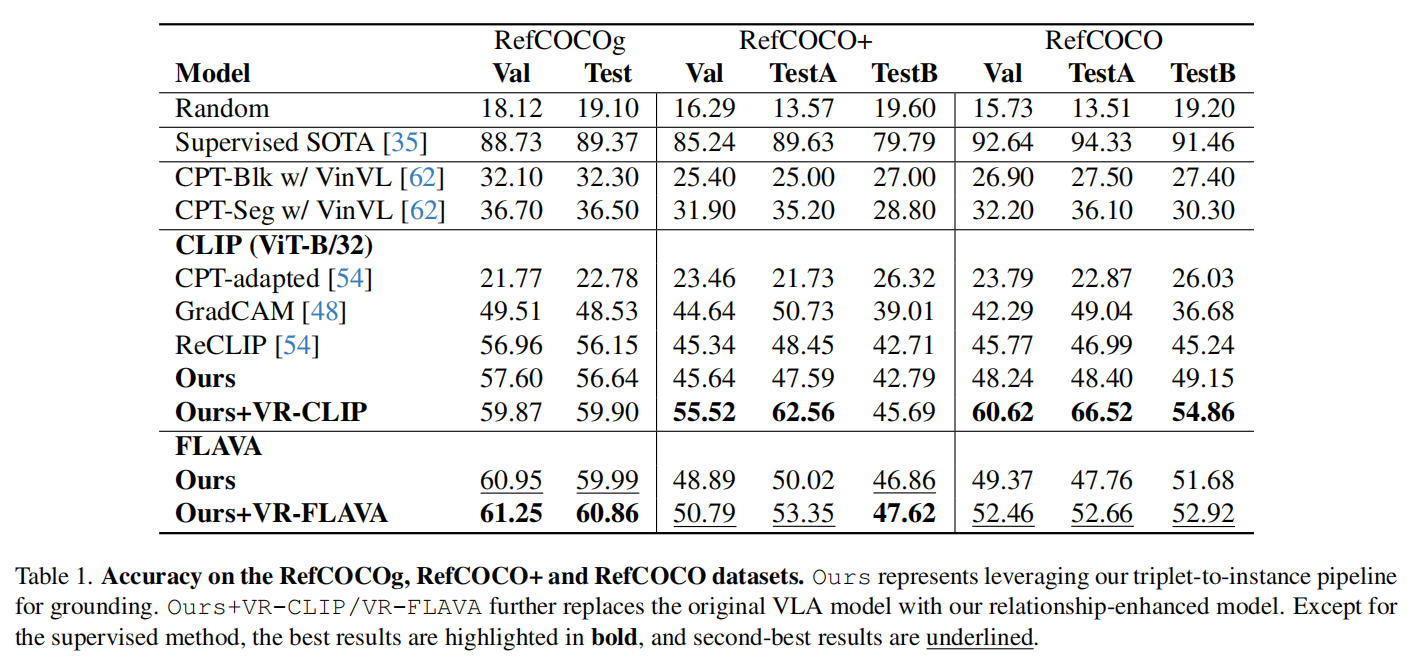 RefCOCOg RefCOCO+ RefCOCO
Model Val Test Val TestA TestB Val TestA TestB
Random 18.12 19.10 16.29 13.57 19.60 15.73 13.51 19.20
Supervised SOTA [35] 88.73 89.37 85.24 89.63 79.79 92.64 94.33 91.46
CPT-Blk w/ VinVL [62] 32.10 32.30 25.40 25.00 27.00 26.90 27.50 27.40
CPT-Seg w/ VinVL [62] 36.70 36.50 31.90 35.20 28.80 32.20 36.10 30.30
CLIP (ViT-B/32)
CPT-adapted [54] 21.77 22.78 23.46 21.73 26.32 23.79 22.87 26.03
GradCAM [48] 49.51 48.53 44.64 50.73 39.01 42.29 49.04 36.68
ReCLIP [54] 56.96 56.15 45.34 48.45 42.71 45.77 46.99 45.24
Ours 57.60 56.64 45.64 47.59 42.79 48.24 48.40 49.15
Ours+VR-CLIP 59.87 59.90 55.52 62.56 45.69 60.62 66.52 54.86
FLAVA
Ours 60.95 59.99 48.89 50.02 46.86 49.37 47.76 51.68
Ours+VR-FLAVA 61.25 60.86 50.79 53.35 47.62 52.46 52.66 52.92
Table 1. Accuracy on the RefCOCOg, RefCOCO+ and RefCOCO datasets. Ours represents leveraging our triplet-to-instance pipeline
for grounding. Ours+VR-CLIP/VR-FLAVA further replaces the original VLA model with our relationship-enhanced model. Except for
the supervised method, the best results are highlighted in bold, and second-best results are underlined.